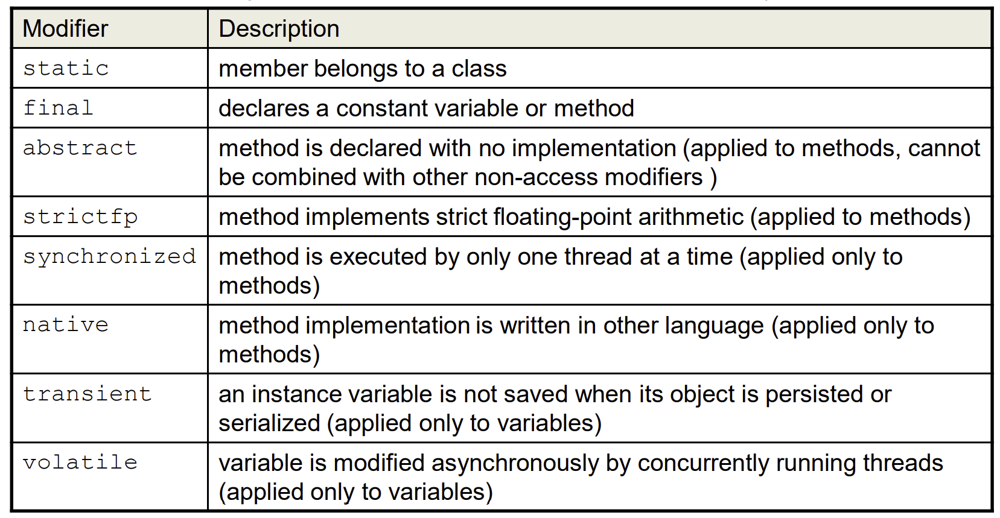 Modifier Description
static member belongs to a class
final declares a constant variable or method
abstract method is declared with no implementation (applied to methods, cannot
be combined with other non-access modifiers )
strictfp method implements strict floating-point arithmetic (applied to methods)
synchronized method is executed by only one thread at a time (applied only to
methods)
native method implementation is written in other language (applied only to
methods)
transient an instance variable is not saved when its object is persisted or
serialized (applied only to variables)
volatile variable is modified asynchronously by concurrently running threads
(applied only to variables)